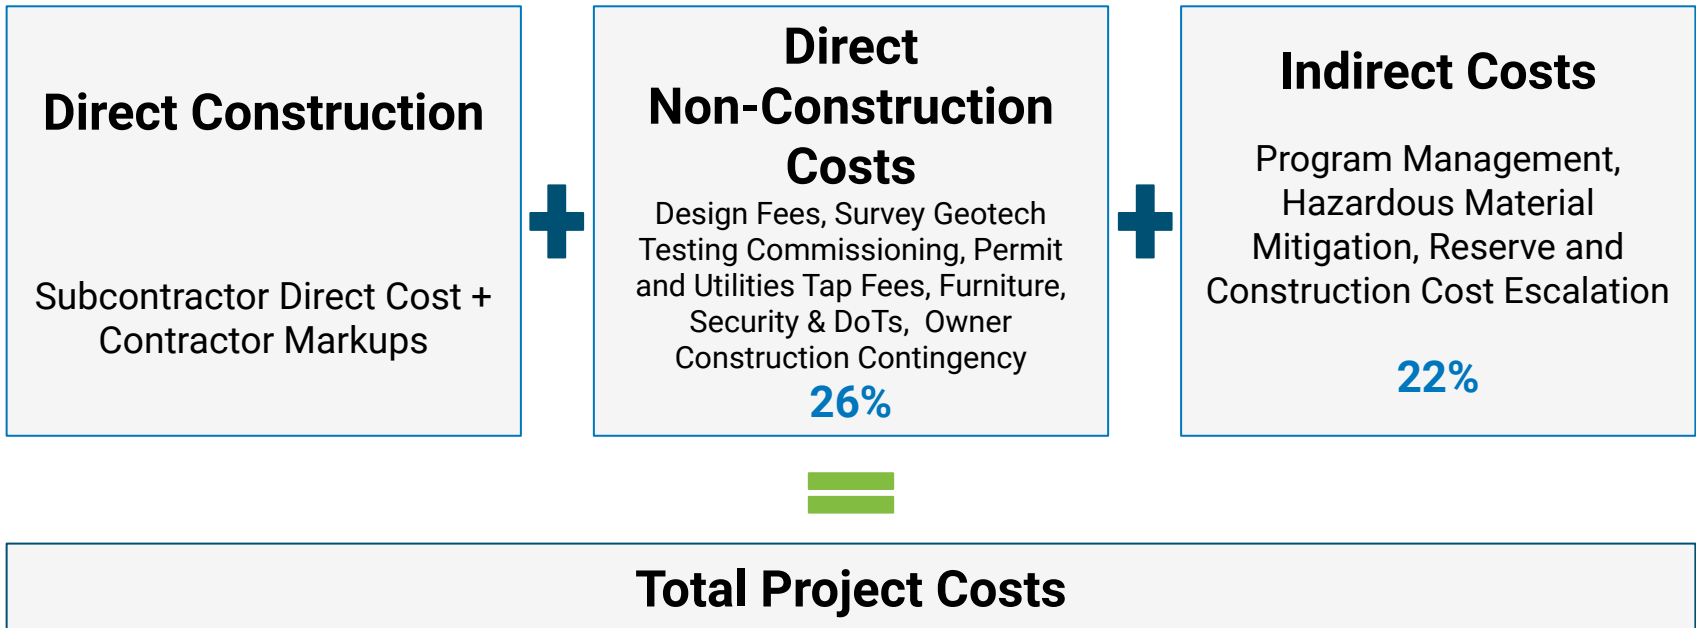 Direct Construction
Subcontractor Direct Cost +
Contractor Markups
Direct
Non-Construction
Costs
Design Fees, Survey Geotech
Testing Commissioning, Permit
and Utilities Tap Fees, Furniture,
Security & DoTs, Owner
Construction Contingency
26%
Indirect Costs
Program Management,
Hazardous Material
Mitigation, Reserve and
Construction Cost Escalation
22%
Total Project Costs